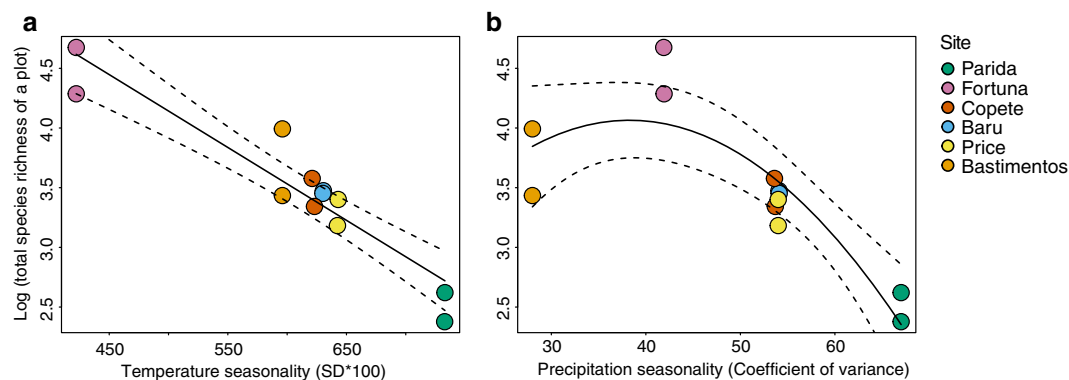 a
b
Log (total species richness of a plot)
4.5
4.0
3.5
3.0
2.5
450
550
650
Temperature seasonality (SD*100)
4.5
4.0
3.5
3.0
2.5
30
40
50
60
Precipitation seasonality (Coefficient of variance)
Site
Parida
Fortuna
Copete
Baru
Price
Bastimentos